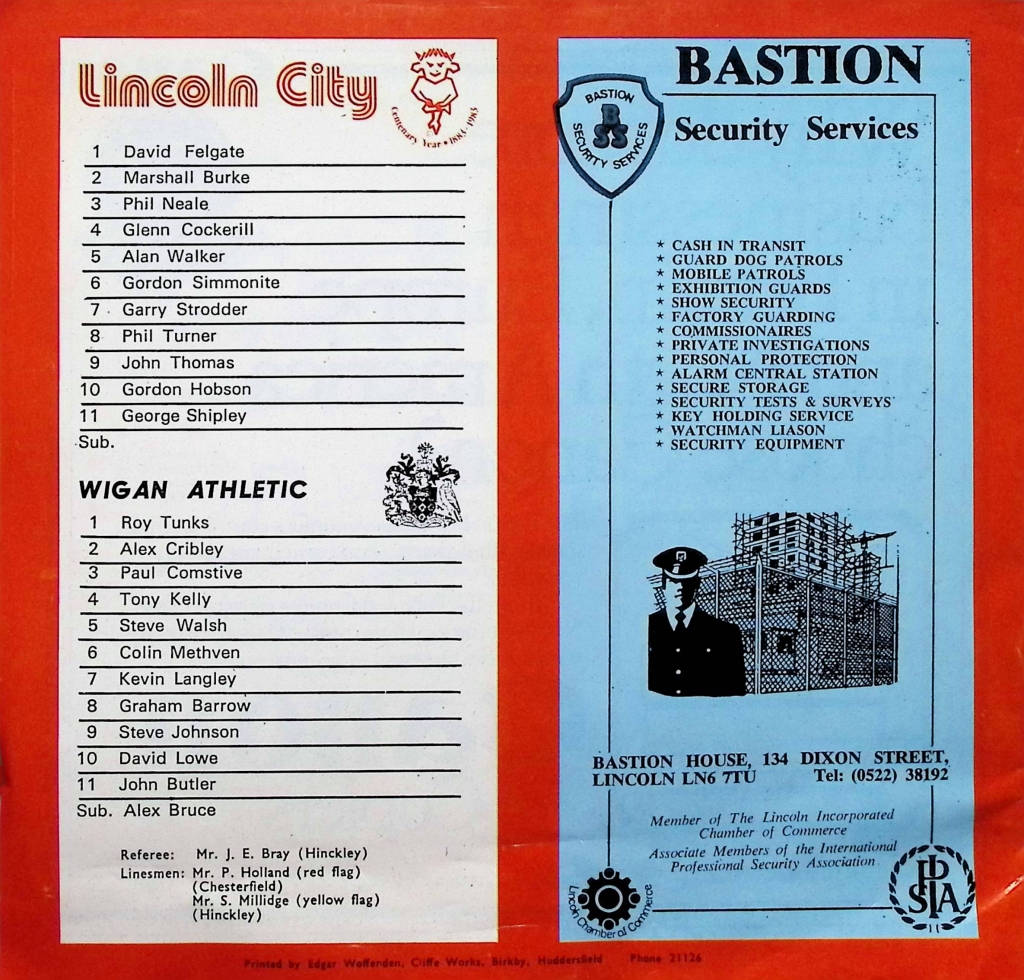 Lincoln City
Centenary Year • 1884-1985
1 David Felgate
2 Marshall Burke
3 Phil Neale
4 Glenn Cockerill
5 Alan Walker
6 Gordon Simmonite
7 Garry Strodder
8 Phil Turner
9 John Thomas
10 Gordon Hobson
11 George Shipley
Sub.
WIGAN ATHLETIC
1 Roy Tunks
2 Alex Cribley
3 Paul Comstive
4 Tony Kelly
5 Steve Walsh
6 Colin Methven
7 Kevin Langley
8 Graham Barrow
9 Steve Johnson
10 David Lowe
11 John Butler
Sub. Alex Bruce
Referee: Mr. J. E. Bray (Hinckley)
Linesmen: Mr. P. Holland (red flag)
(Chesterfield)
Mr. S. Millidge (yellow flag)
(Hinckley)
BASTION
Security Services
BASTION
BSS
SECURITY SERVICES
* CASH IN TRANSIT
* GUARD DOG PATROLS
* MOBILE PATROLS
* EXHIBITION GUARDS
* SHOW SECURITY
* FACTORY GUARDING
* COMMISSIONAIRES
* PRIVATE INVESTIGATIONS
* PERSONAL PROTECTION
* ALARM CENTRAL STATION
* SECURE STORAGE
* SECURITY TESTS & SURVEYS
* KEY HOLDING SERVICE
* WATCHMAN LIASON
* SECURITY EQUIPMENT
BASTION HOUSE, 134 DIXON STREET,
LINCOLN LN6 7TU Tel: (0522) 38192
Member of The Lincoln Incorporated
Chamber of Commerce
Associate Members of the International
Professional Security Association
Lincoln Chamber of Commerce
IPSA
Printed by Edgar Woffenden, Cliffe Works, Birkby, Huddersfield Phone 21126